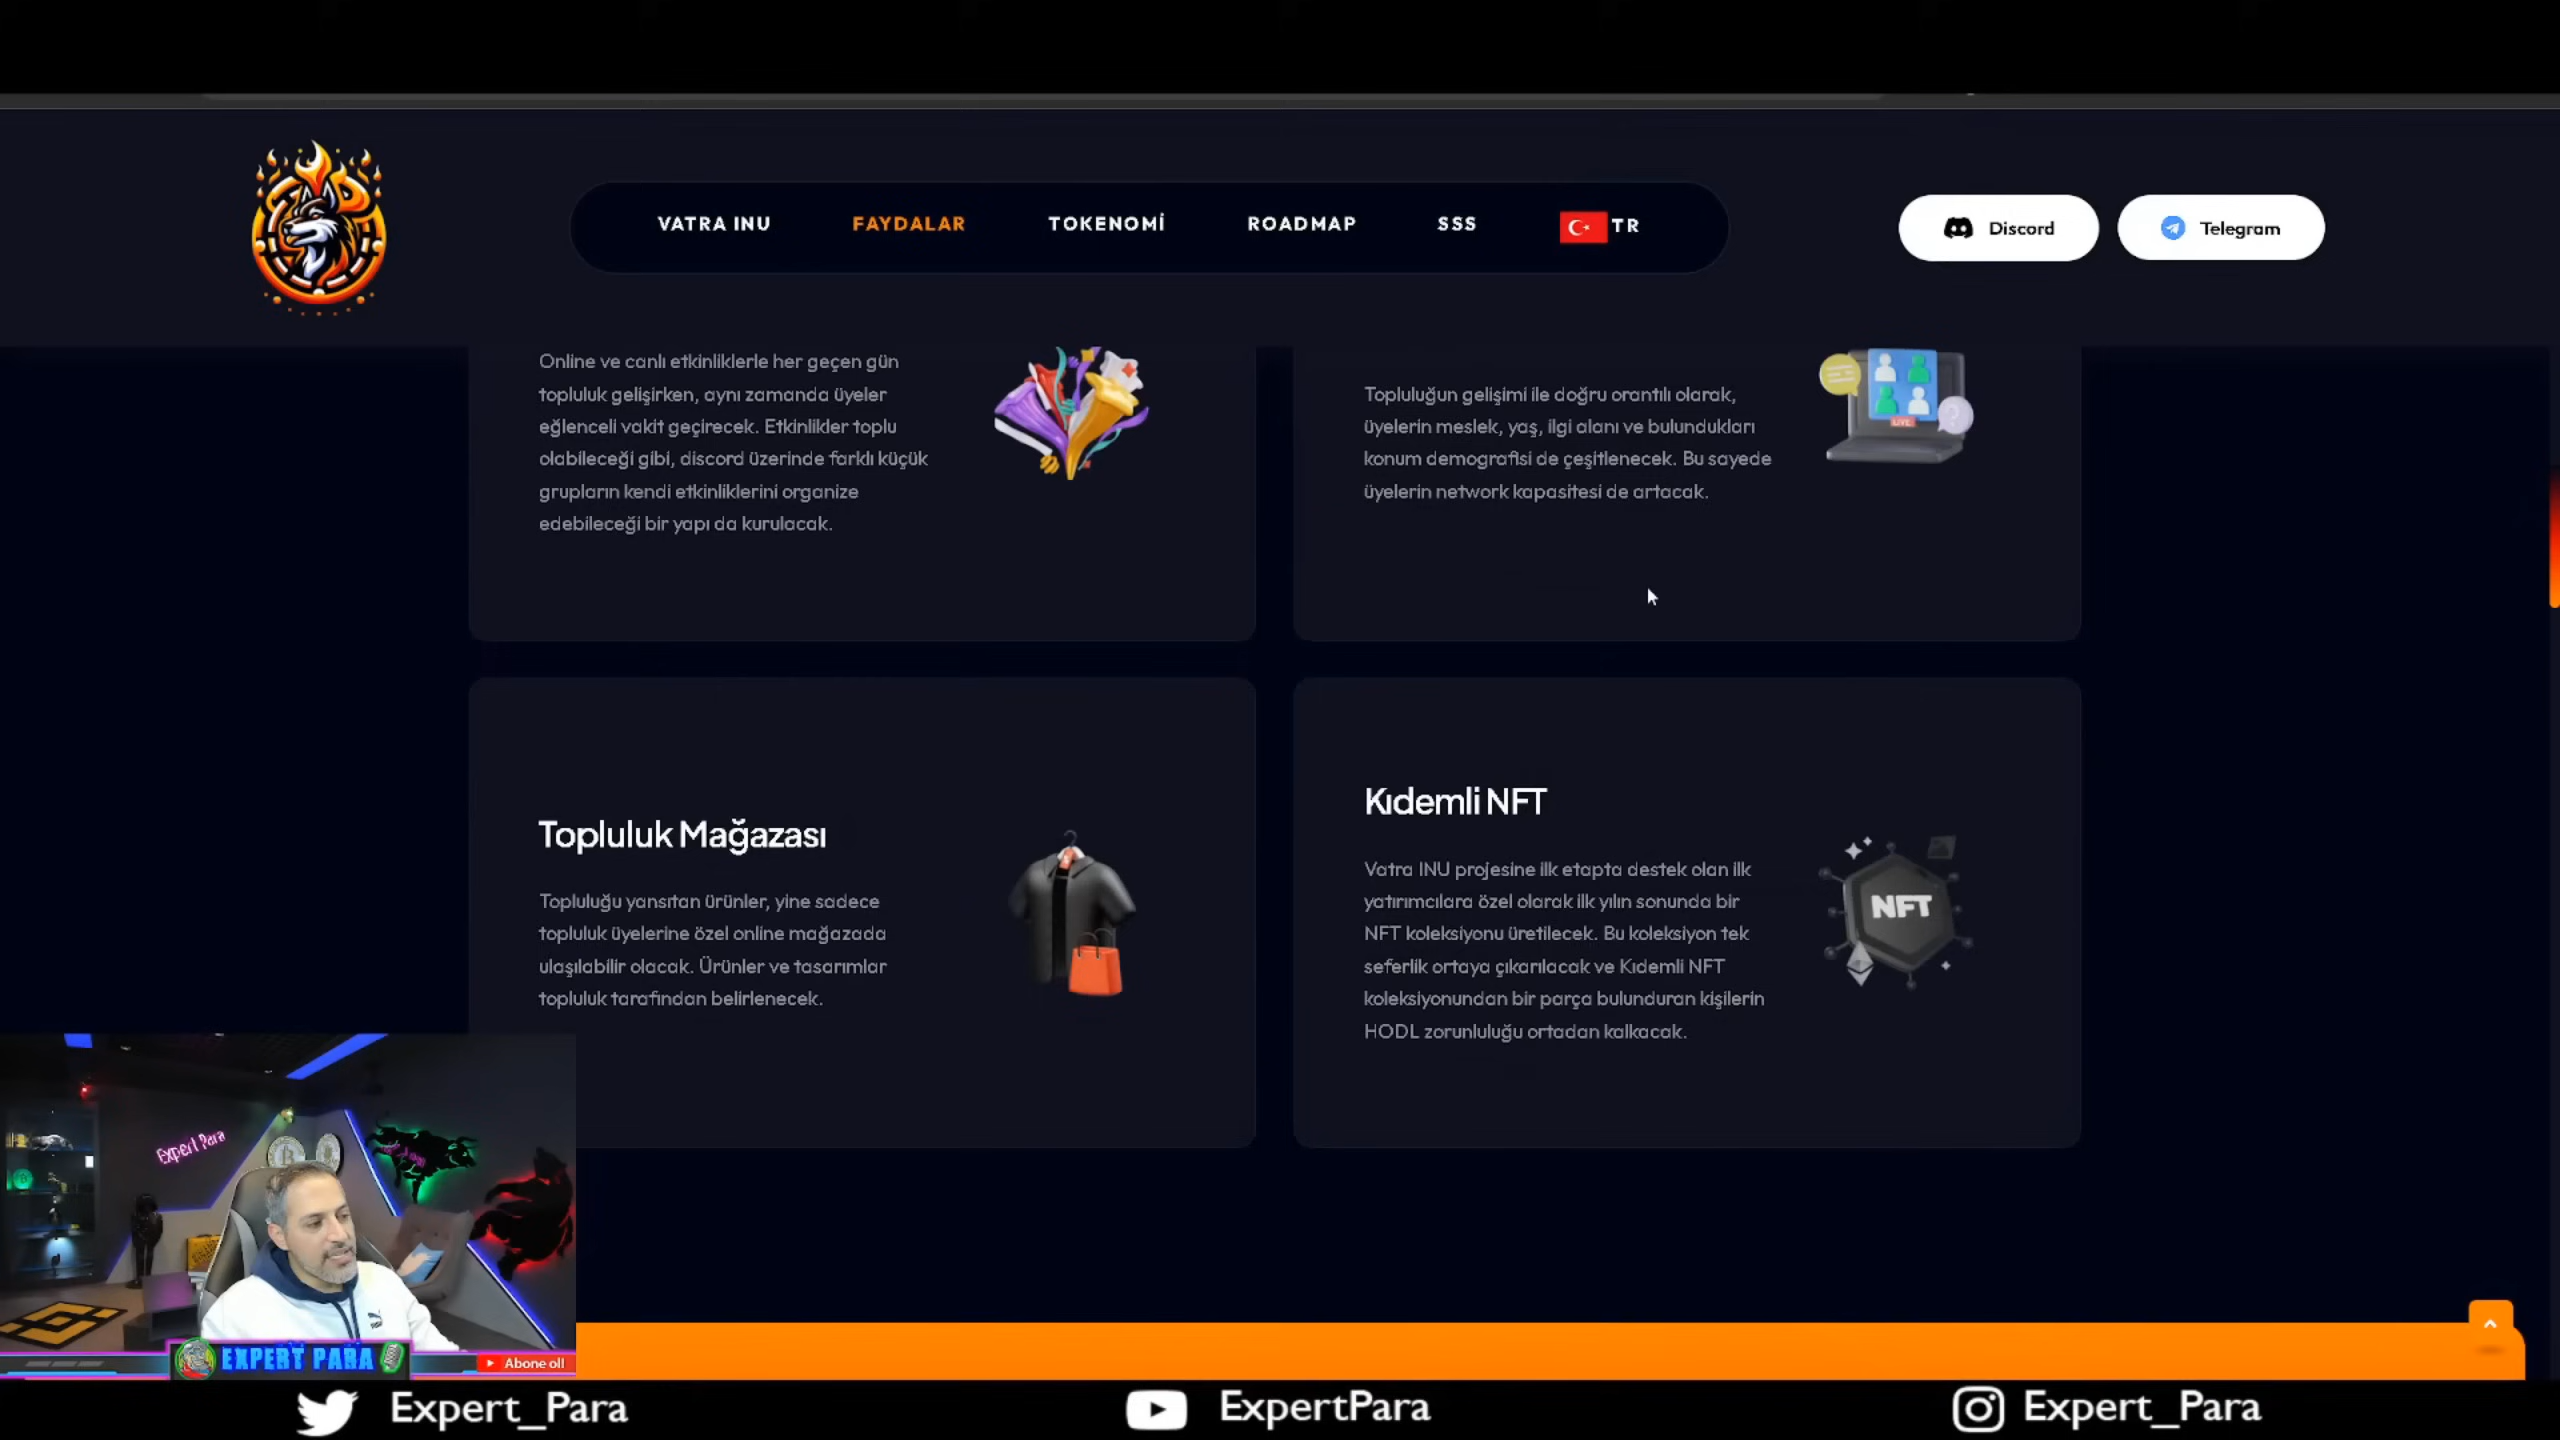 VATRA INU
FAYDALAR
TOKENOMİ
ROADMAP
SSS
TR
Discord
Telegram
Online ve canlı etkinliklerle her geçen gün
topluluk gelişirken, aynı zamanda üyeler
eğlenceli vakit geçirecek. Etkinlikler toplu
olabileceği gibi, discord üzerinde farklı küçük
grupların kendi etkinliklerini organize
edebileceği bir yapı da kurulacak.
Topluluğun gelişimi ile doğru orantılı olarak,
üyelerin meslek, yaş, ilgi alanı ve bulundukları
konum demografisi de çeşitlenecek. Bu sayede
üyelerin network kapasitesi de artacak.
LIVE
Topluluk Mağazası
Topluluğu yansıtan ürünler, yine sadece
topluluk üyelerine özel online mağazada
ulaşılabilir olacak. Ürünler ve tasarımlar
topluluk tarafından belirlenecek.
Kıdemli NFT
Vatra INU projesine ilk etapta destek olan ilk
yatırımcılara özel olarak ilk yılın sonunda bir
NFT koleksiyonu üretilecek. Bu koleksiyon tek
seferlik ortaya çıkarılacak ve Kıdemli NFT
koleksiyonundan bir parça bulunduran kişilerin
HODL zorunluluğu ortadan kalkacak.
NFT
Expert Para
EXPERT PARA
Abone oll
Expert_Para
ExpertPara
Expert_Para